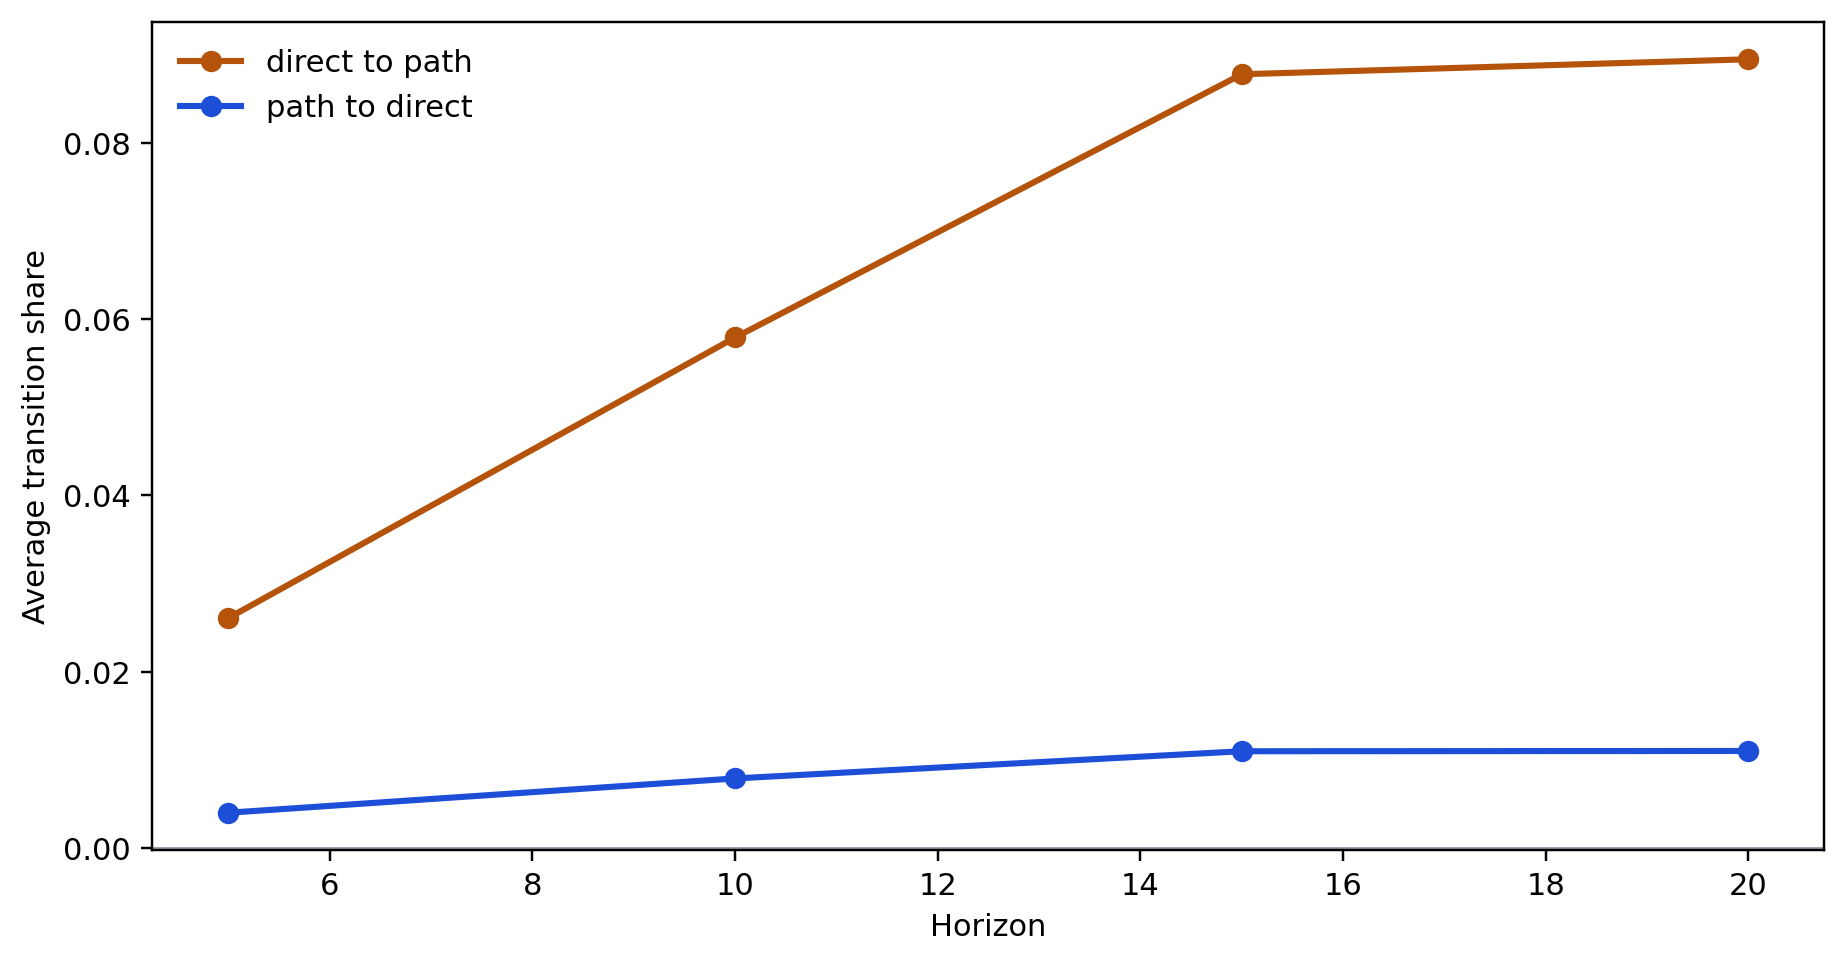 direct to path
path to direct
Average transition share
0.08
0.06
0.04
0.02
0.00
6 8 10 12 14 16 18 20
Horizon